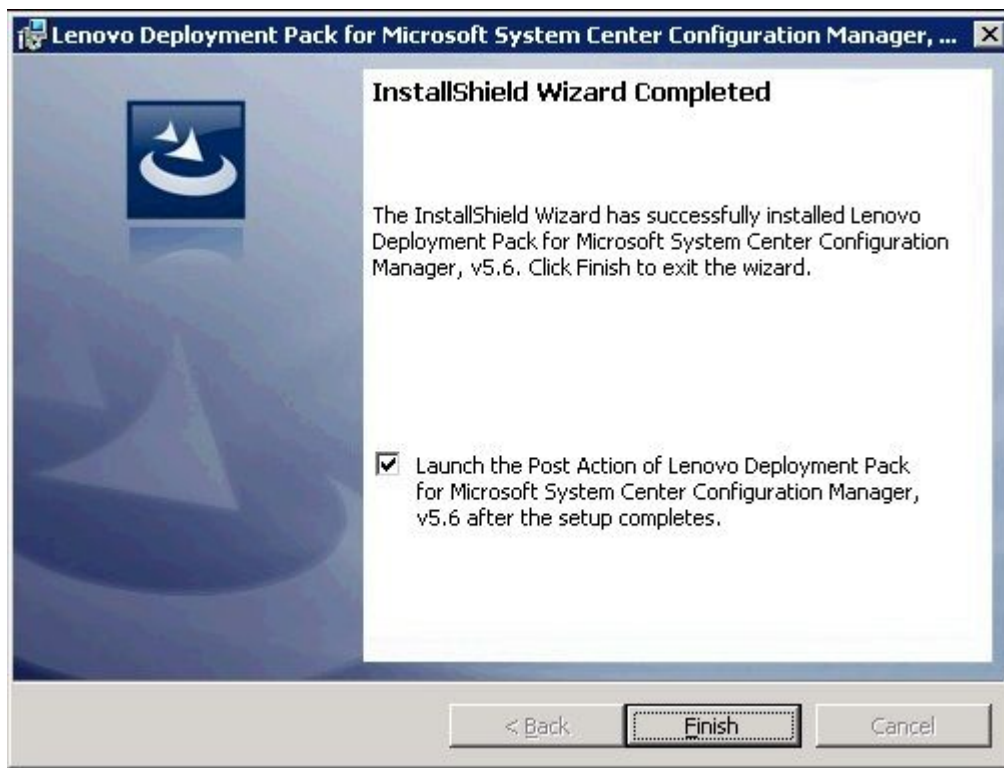 Lenovo Deployment Pack for Microsoft System Center Configuration Manager, ...
InstallShield Wizard Completed
The InstallShield Wizard has successfully installed Lenovo
Deployment Pack for Microsoft System Center Configuration
Manager, v5.6. Click Finish to exit the wizard.
Launch the Post Action of Lenovo Deployment Pack
for Microsoft System Center Configuration Manager,
v5.6 after the setup completes.
< Back
Finish
Cancel